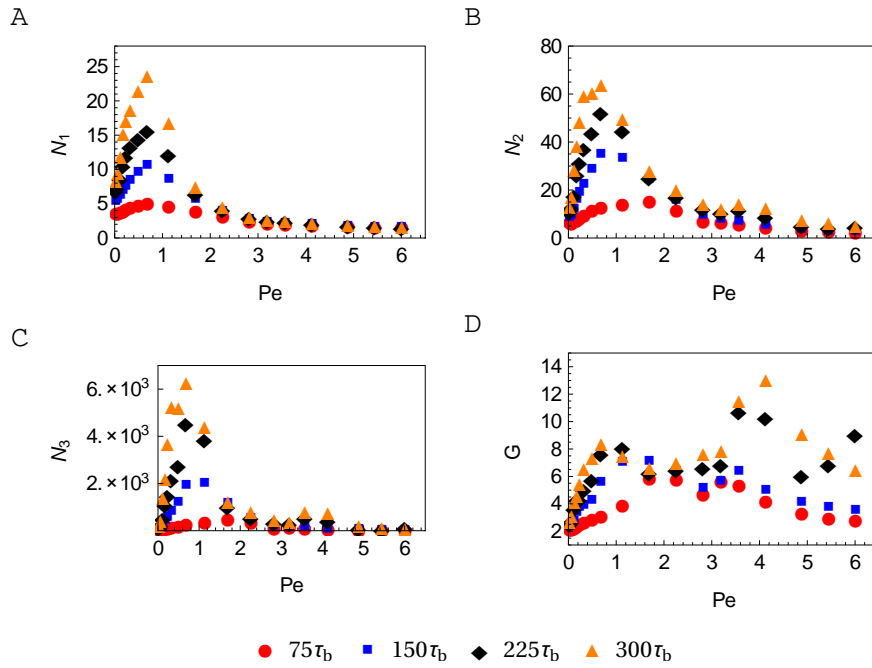 A
25
20
15
10
5
0
N1
0 1 2 3 4 5 6
Pe
B
80
60
40
20
0
N2
0 1 2 3 4 5 6
Pe
C
6. × 10³
4. × 10³
2. × 10³
N3
0 1 2 3 4 5 6
Pe
D
14
12
10
8
6
4
2
G
0 1 2 3 4 5 6
Pe
75τb 150τb 225τb 300τb